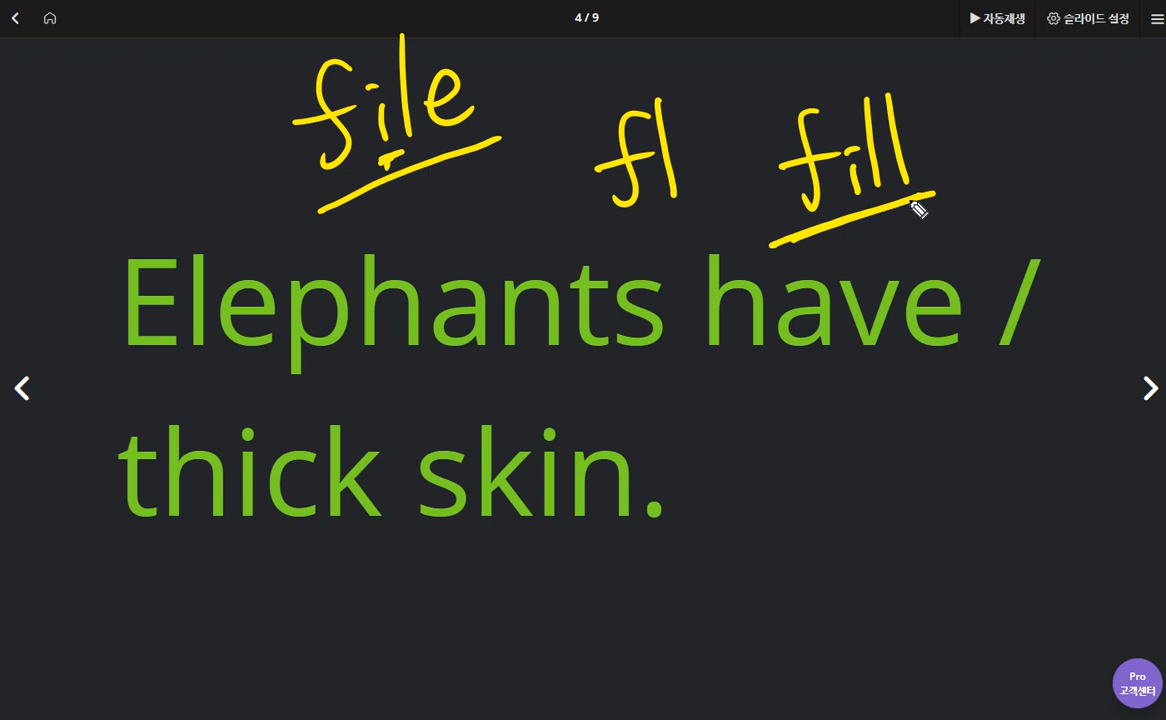 4 / 9
▶ 자동재생 슬라이드 설정
file fl fill
Elephants have /
thick skin.
Pro
고객센터